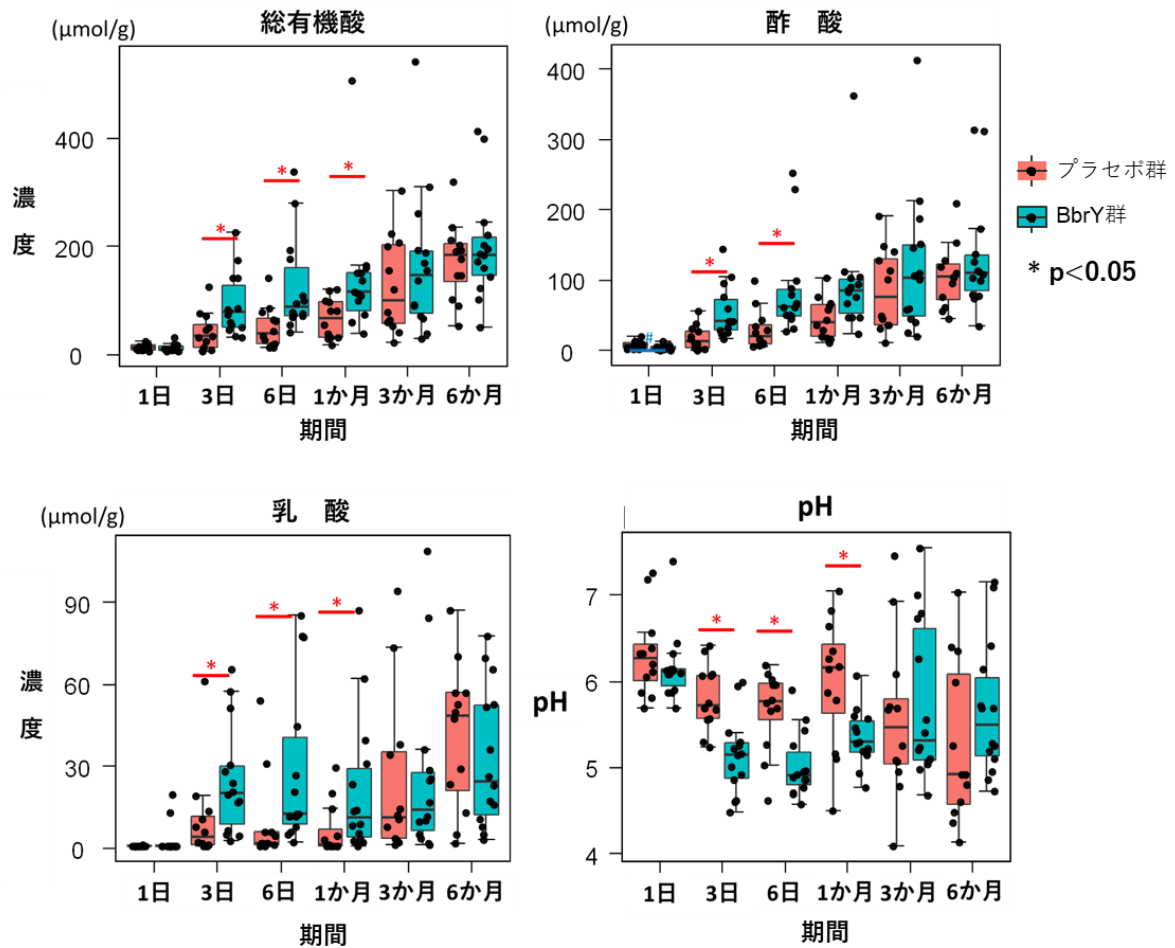 (μmol/g) 総有機酸
400
200
0
濃度
*
*
*
1日 3日 6日 1か月 3か月 6か月
期間
(μmol/g) 酢 酸
400
300
200
100
0
#
*
*
1日 3日 6日 1か月 3か月 6か月
期間
プラセボ群
BbrY群
* p<0.05
(μmol/g) 乳 酸
90
60
30
0
濃度
*
*
*
1日 3日 6日 1か月 3か月 6か月
期間
pH
pH
7
6
5
4
*
*
*
1日 3日 6日 1か月 3か月 6か月
期間